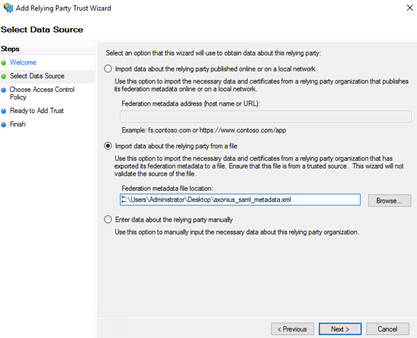 Add Relying Party Trust Wizard
Select Data Source
Steps
Welcome
Select Data Source
Choose Access Control
Policy
Ready to Add Trust
Finish
Select an option that this wizard will use to obtain data about this relying party:
Import data about the relying party published online or on a local network
Use this option to import the necessary data and certificates from a relying party organization that publishes
its federation metadata online or on a local network.
Federation metadata address (host name or URL):
Example: fs.contoso.com or https://www.contoso.com/app
Import data about the relying party from a file
Use this option to import the necessary data and certificates from a relying party organization that has
exported its federation metadata to a file. Ensure that this file is from a trusted source. This wizard will not
validate the source of the file.
Federation metadata file location:
C:\Users\Administrator\Desktop\axonius_saml_metadata.xml
Browse...
Enter data about the relying party manually
Use this option to manually input the necessary data about this relying party organization.
< Previous
Next >
Cancel